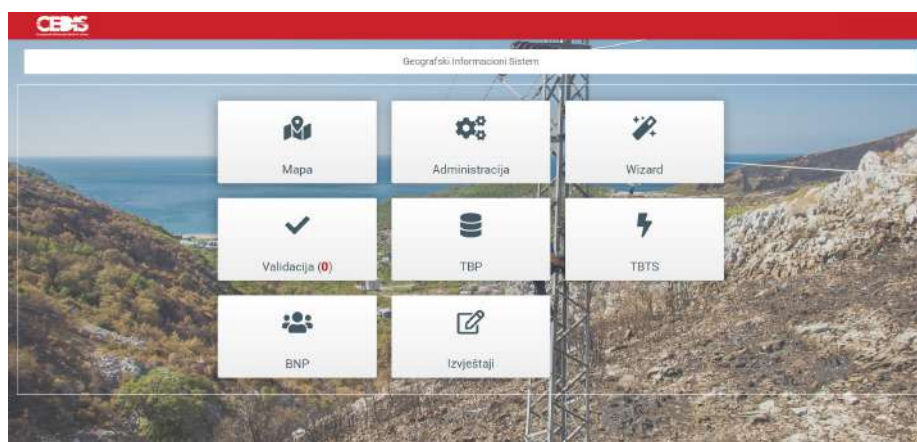 CEDIS
Geografski Informacioni Sistem
Mapa
Administracija
Wizard
Validacija (0)
TBP
TBTS
BNP
Izvještaji